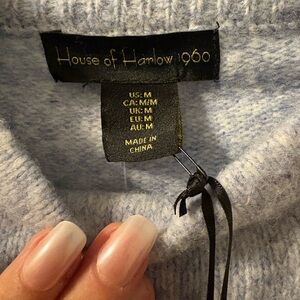 House of Harlow 1960
US: M
CA: M/M
UK: M
EU: M
AU: M
MADE IN
CHINA